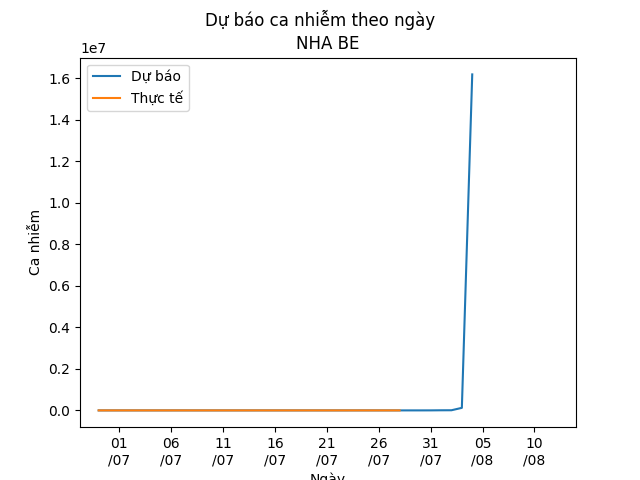 Dự báo ca nhiễm theo ngày
NHA BE
1e7
Dự báo
Thực tế
1.6
1.4
1.2
1.0
0.8
0.6
0.4
0.2
0.0
Ca nhiễm
01 06 11 16 21 26 31 05 10
/07 /07 /07 /07 /07 /07 /07 /08 /08
Ngày